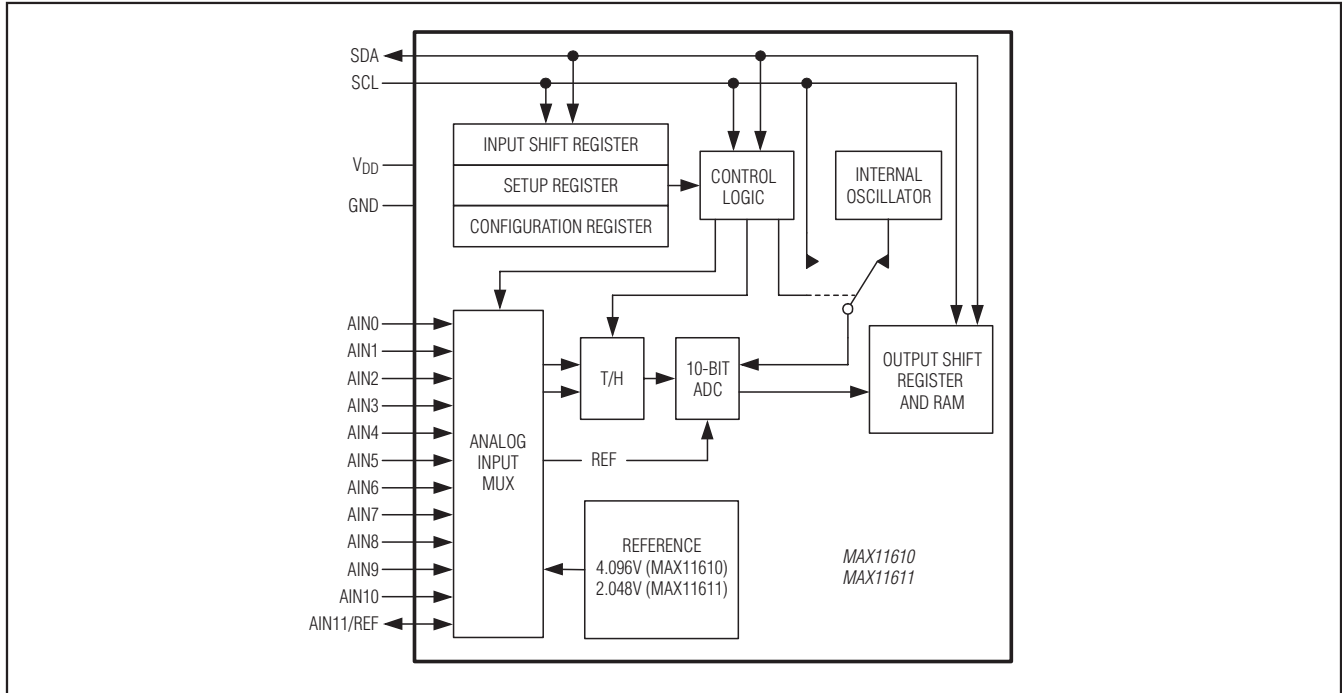 SDA
SCL
VDD
GND
INPUT SHIFT REGISTER
SETUP REGISTER
CONFIGURATION REGISTER
CONTROL
LOGIC
INTERNAL
OSCILLATOR
AIN0
AIN1
AIN2
AIN3
AIN4
AIN5
AIN6
AIN7
AIN8
AIN9
AIN10
AIN11/REF
ANALOG
INPUT
MUX
T/H
10-BIT
ADC
REF
OUTPUT SHIFT
REGISTER
AND RAM
REFERENCE
4.096V (MAX11610)
2.048V (MAX11611)
MAX11610
MAX11611